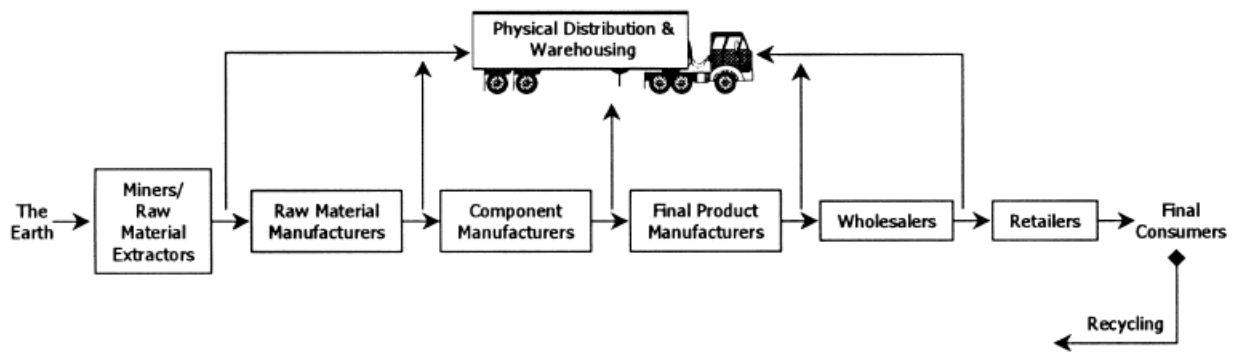 Physical Distribution &
Warehousing
The
Earth
Miners/
Raw
Material
Extractors
Raw Material
Manufacturers
Component
Manufacturers
Final Product
Manufacturers
Wholesalers
Retailers
Final
Consumers
Recycling